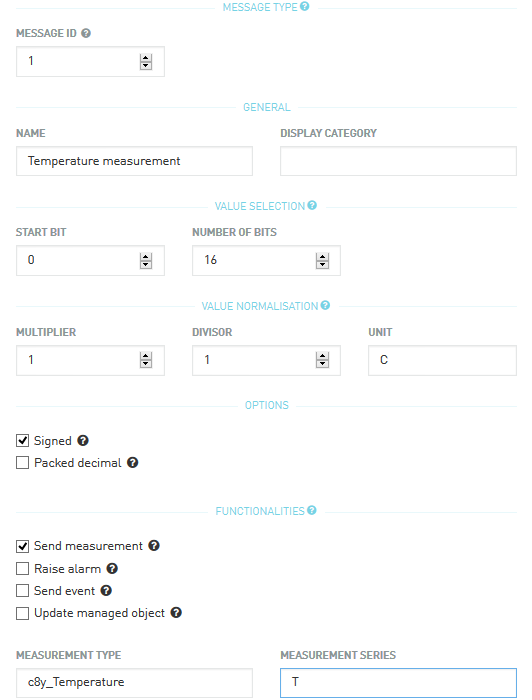 MESSAGE TYPE ?
MESSAGE ID ?
1
GENERAL
NAME DISPLAY CATEGORY
Temperature measurement
VALUE SELECTION ?
START BIT NUMBER OF BITS
0 16
VALUE NORMALISATION ?
MULTIPLIER DIVISOR UNIT
1 1 C
OPTIONS
Signed ?
Packed decimal ?
FUNCTIONALITIES ?
Send measurement ?
Raise alarm ?
Send event ?
Update managed object ?
MEASUREMENT TYPE MEASUREMENT SERIES
c8y_Temperature T